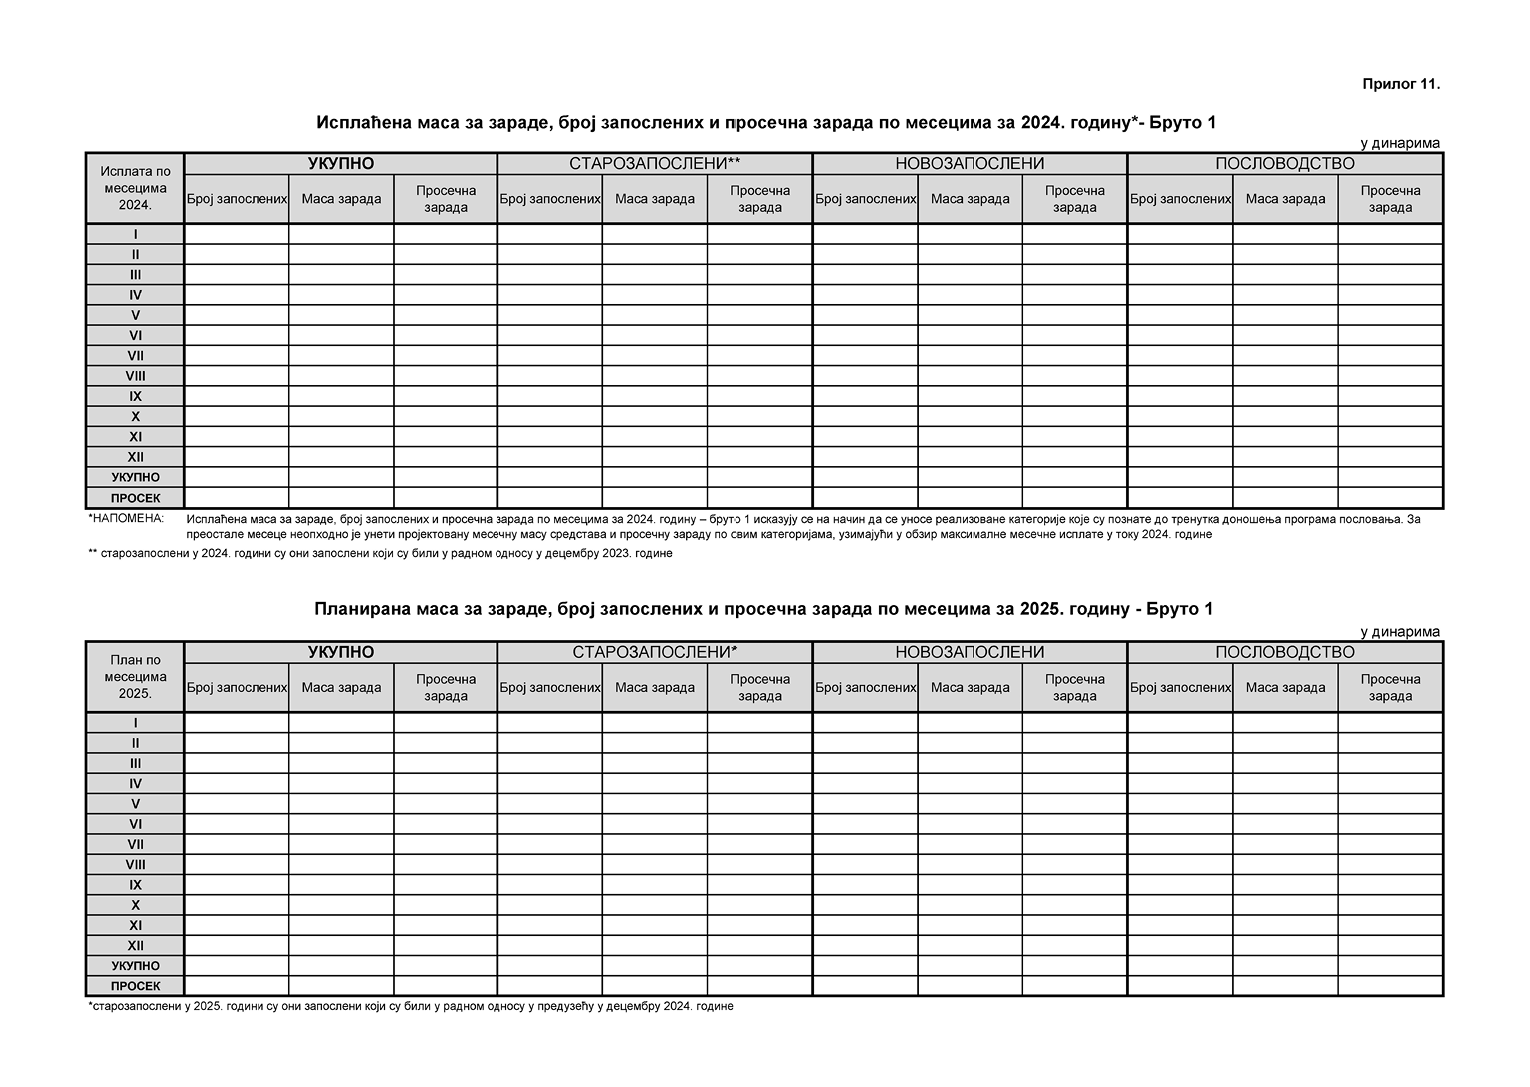 Прилог 11.
Исплаћена маса за зараде, број запослених и просечна зарада по месецима за 2024. годину*- Бруто 1
у динарима
Исплата по месецима 2024. УКУПНО СТАРОЗАПОСЛЕНИ** НОВОЗАПОСЛЕНИ ПОСЛОВОДСТВО
Број запослених Маса зарада Просечна зарада Број запослених Маса зарада Просечна зарада Број запослених Маса зарада Просечна зарада Број запослених Маса зарада Просечна зарада
I
II
III
IV
V
VI
VII
VIII
IX
X
XI
XII
УКУПНО
ПРОСЕК
*НАПОМЕНА: Исплаћена маса за зараде, број запослених и просечна зарада по месецима за 2024. годину – бруто 1 исказују се на начин да се уносе реализоване категорије које су познате до тренутка доношења програма пословања. За
преостале месеце неопходно је унети пројектовану месечну масу средстава и просечну зараду по свим категоријама, узимајући у обзир максималне месечне исплате у току 2024. године
** старозапослени у 2024. години су они запослени који су били у радном односу у децембру 2023. године
Планирана маса за зараде, број запослених и просечна зарада по месецима за 2025. годину - Бруто 1
у динарима
План по месецима 2025. УКУПНО СТАРОЗАПОСЛЕНИ* НОВОЗАПОСЛЕНИ ПОСЛОВОДСТВО
Број запослених Маса зарада Просечна зарада Број запослених Маса зарада Просечна зарада Број запослених Маса зарада Просечна зарада Број запослених Маса зарада Просечна зарада
I
II
III
IV
V
VI
VII
VIII
IX
X
XI
XII
УКУПНО
ПРОСЕК
*старозапослени у 2025. години су они запослени који су били у радном односу у предузећу у децембру 2024. године